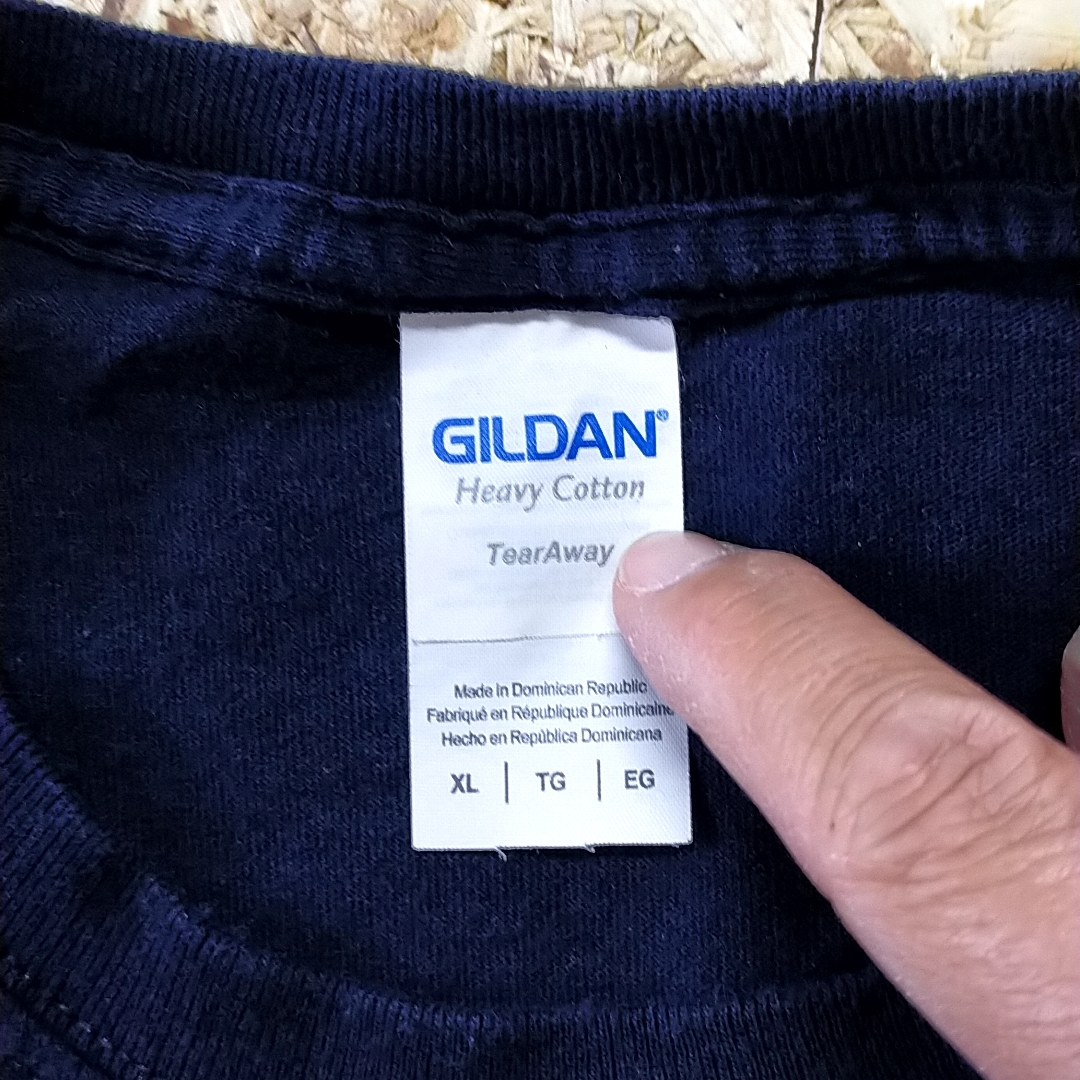 GILDAN®
Heavy Cotton
TearAway
Made in Dominican Republic
Fabriqué en République Dominicaine
Hecho en República Dominicana
XL | TG | EG